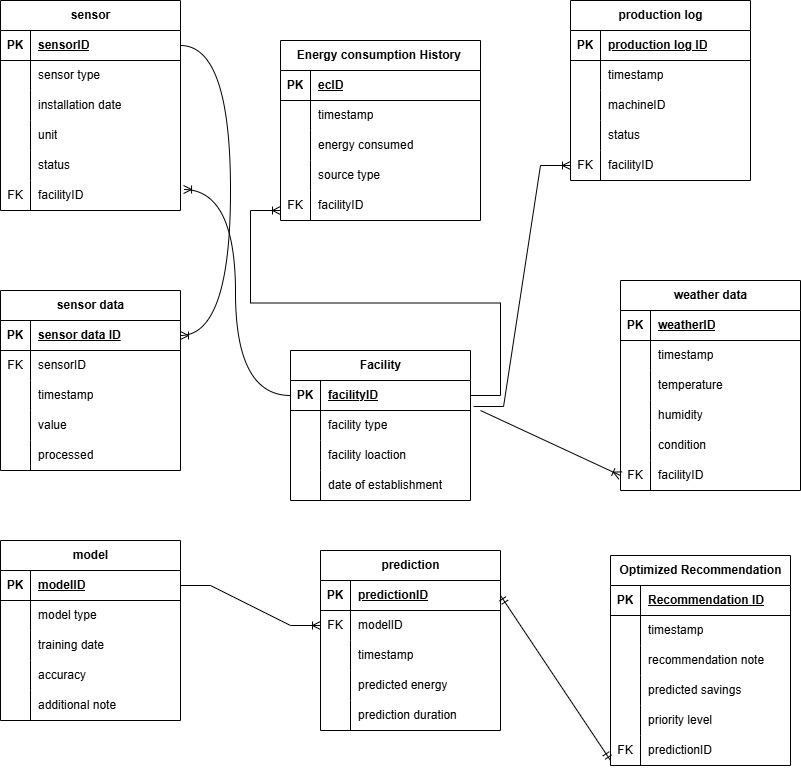 sensor
PK sensorID
sensor type
installation date
unit
status
FK facilityID
Energy consumption History
PK ecID
timestamp
energy consumed
source type
FK facilityID
production log
PK production log ID
timestamp
machineID
status
FK facilityID
sensor data
PK sensor data ID
FK sensorID
timestamp
value
processed
Facility
PK facilityID
facility type
facility loaction
date of establishment
weather data
PK weatherID
timestamp
temperature
humidity
condition
FK facilityID
model
PK modelID
model type
training date
accuracy
additional note
prediction
PK predictionID
FK modelID
timestamp
predicted energy
prediction duration
Optimized Recommendation
PK Recommendation ID
timestamp
recommendation note
predicted savings
priority level
FK predictionID